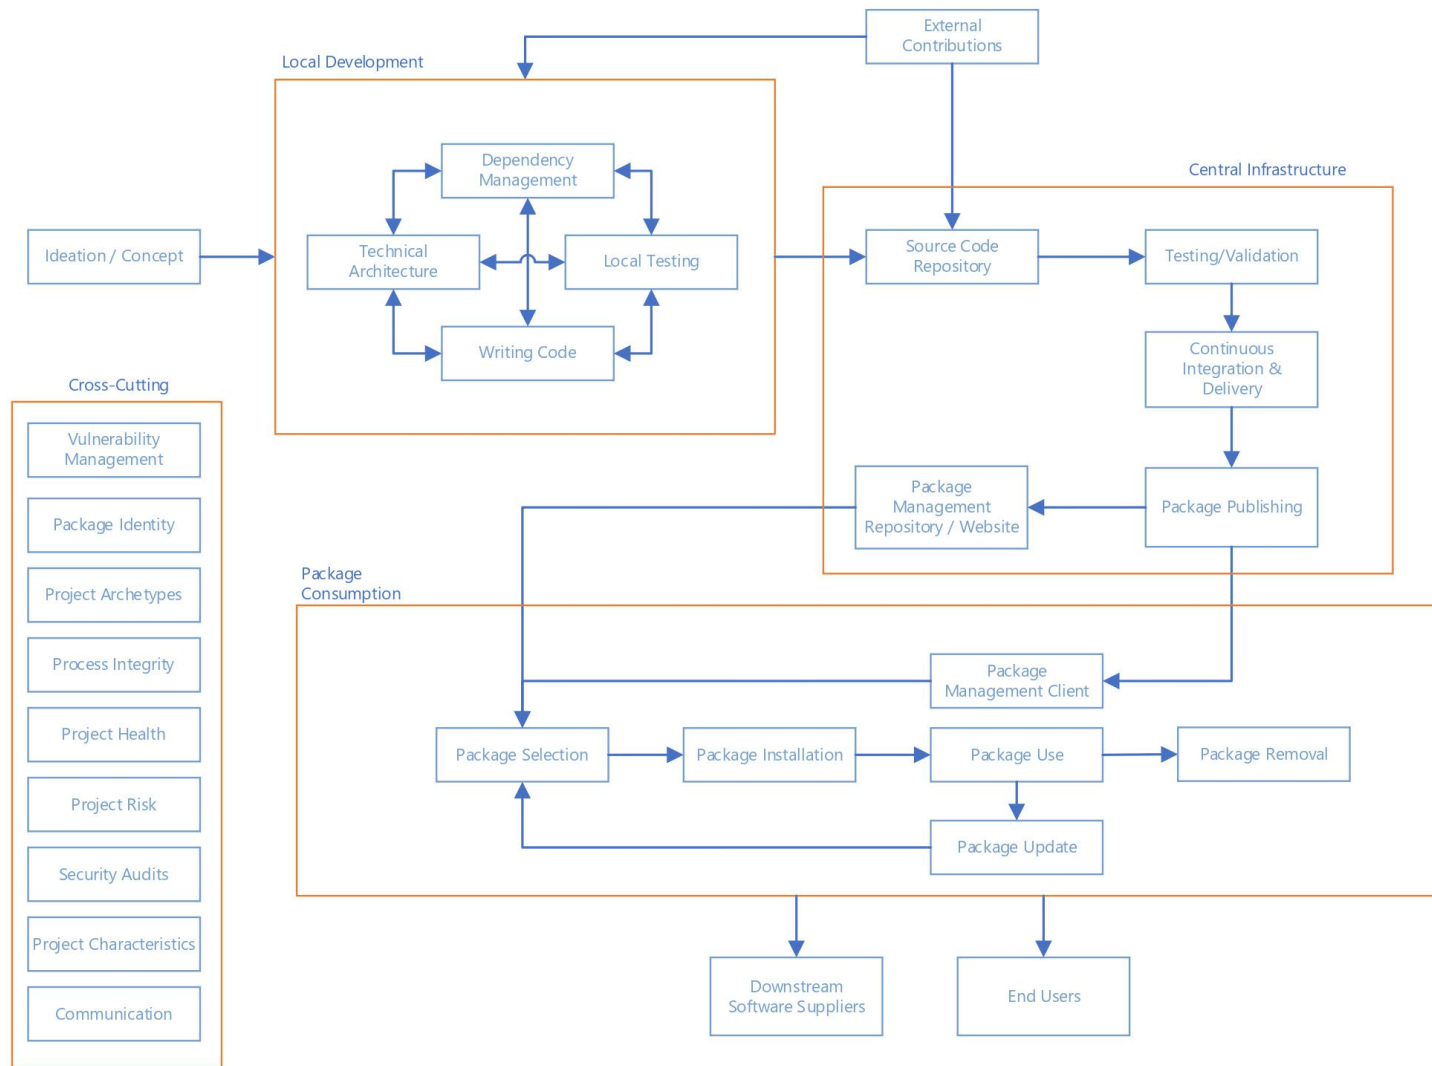 External
Contributions
Local Development
Dependency
Management
Central Infrastructure
Ideation / Concept
Technical
Architecture
Local Testing
Source Code
Repository
Testing/Validation
Writing Code
Continuous
Integration &
Delivery
Cross-Cutting
Vulnerability
Management
Package Identity
Project Archetypes
Process Integrity
Project Health
Project Risk
Security Audits
Project Characteristics
Communication
Package
Management
Repository / Website
Package Publishing
Package
Consumption
Package
Management Client
Package Selection
Package Installation
Package Use
Package Removal
Package Update
Downstream
Software Suppliers
End Users